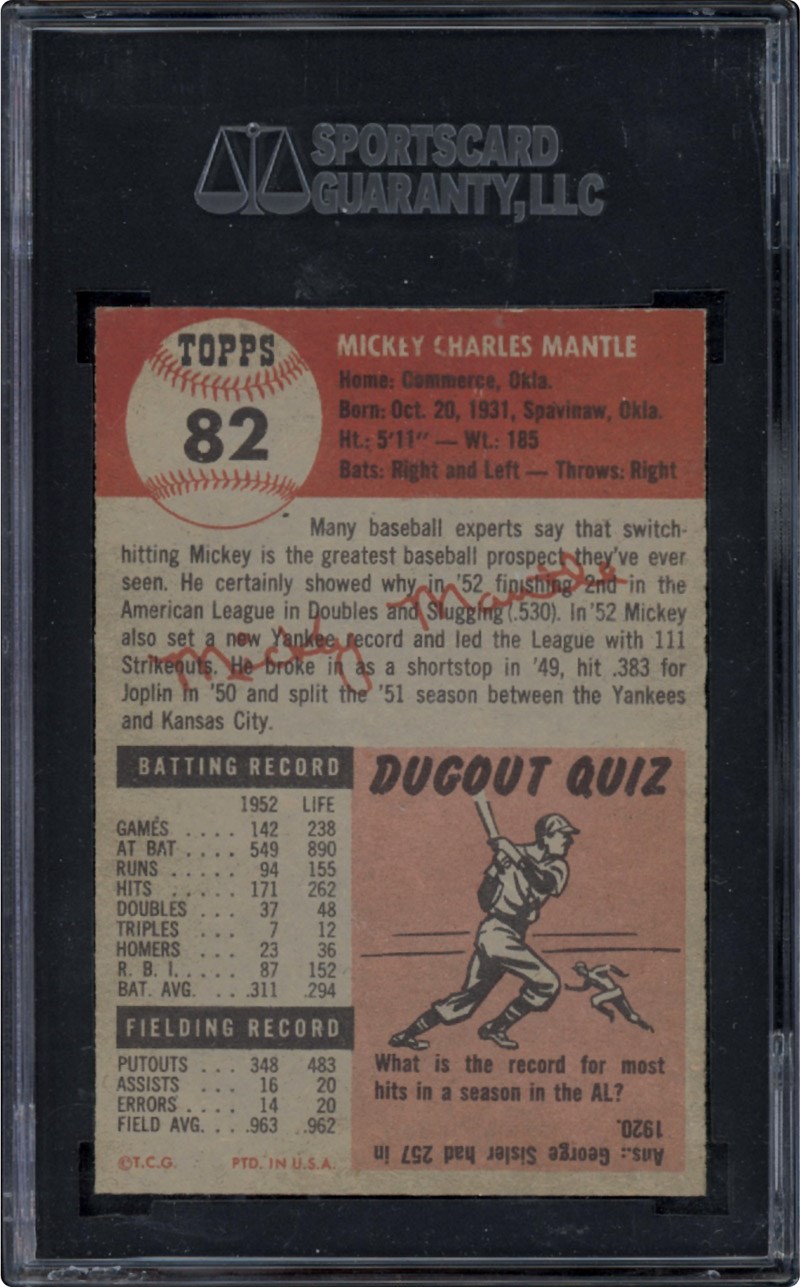 SPORTSCARD
GUARANTY, LLC
TOPPS
82
MICKEY CHARLES MANTLE
Home: Commerce, Okla.
Born: Oct. 20, 1931, Spavinaw, Okla.
Ht.: 5'11" — Wt.: 185
Bats: Right and Left — Throws: Right
Many baseball experts say that switch-
hitting Mickey is the greatest baseball prospect they've ever
seen. He certainly showed why in '52 finishing 2nd in the
American League in Doubles and Slugging (.530). In '52 Mickey
also set a new Yankee record and led the League with 111
Strikeouts. He broke in as a shortstop in '49, hit .383 for
Joplin in '50 and split the '51 season between the Yankees
and Kansas City.
Mickey Mantle
BATTING RECORD
1952 LIFE
GAMES .... 142 238
AT BAT .... 549 890
RUNS ..... 94 155
HITS ..... 171 262
DOUBLES ... 37 48
TRIPLES ... 7 12
HOMERS ... 23 36
R. B. I. .... 87 152
BAT. AVG. ... .311 .294
FIELDING RECORD
PUTOUTS ... 348 483
ASSISTS ... 16 20
ERRORS .... 14 20
FIELD AVG. ... .963 .962
©T.C.G. PTD. IN U.S.A.
DUGOUT QUIZ
What is the record for most
hits in a season in the AL?
Ans.: George Sisler had 257 in
1920.